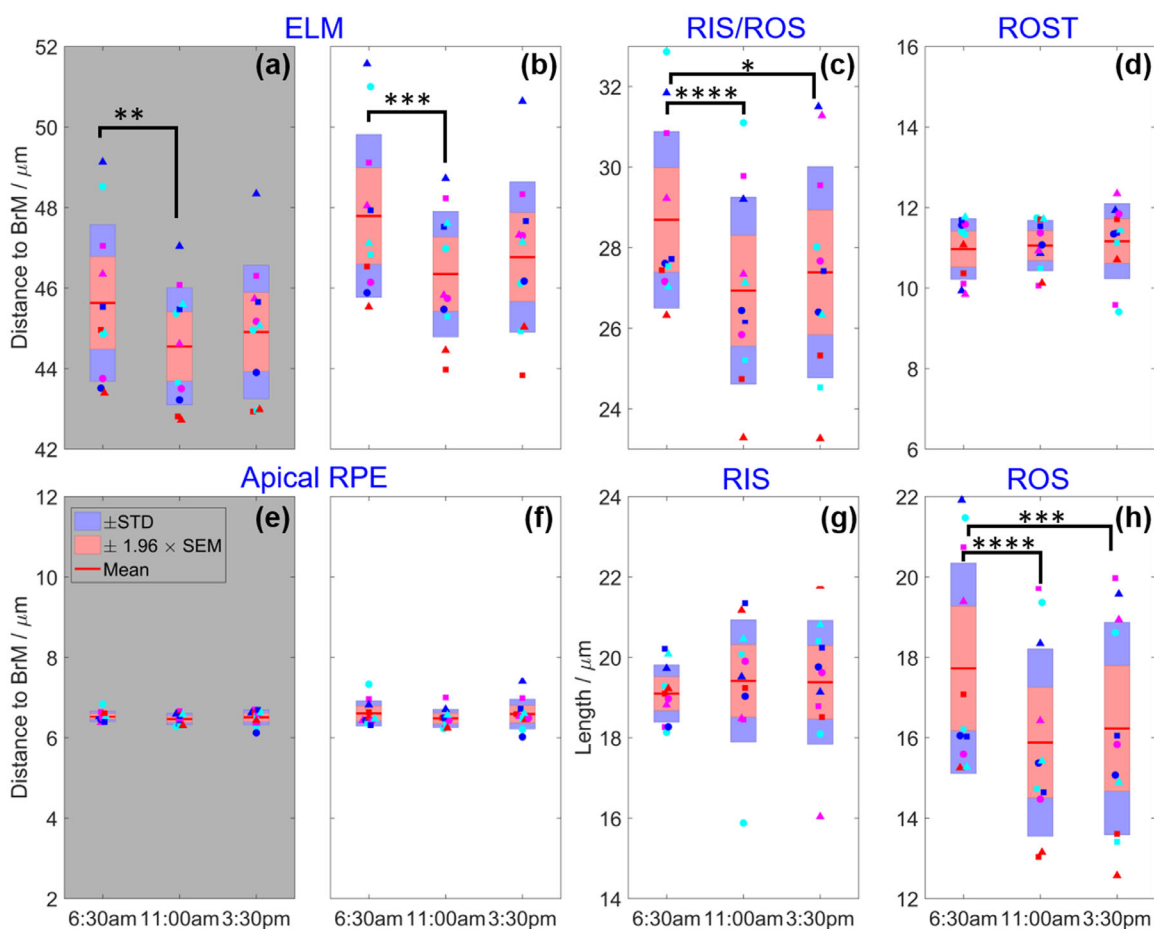 ELM RIS/ROS ROST
52
50
48
46
44
42
Distance to BrM / μm
(a)
**
(b)
***
32
30
28
26
24
(c)
*
****
16
14
12
10
8
6
(d)
Apical RPE RIS ROS
12
10
8
6
4
2
Distance to BrM / μm
(e)
±STD
± 1.96 × SEM
Mean
(f)
24
22
20
18
16
14
Length / μm
(g)
22
20
18
16
14
12
(h)
***
****
6:30am 11:00am 3:30pm 6:30am 11:00am 3:30pm 6:30am 11:00am 3:30pm 6:30am 11:00am 3:30pm